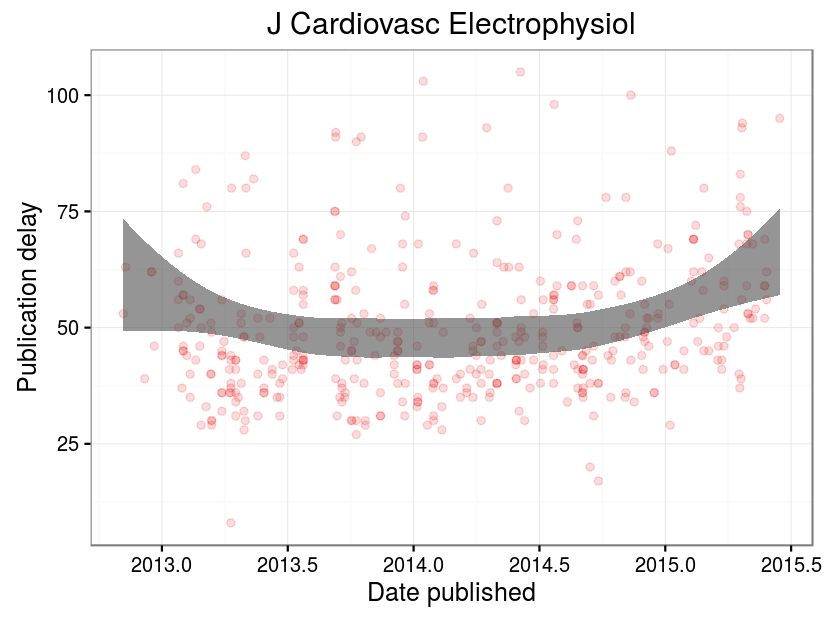 J Cardiovasc Electrophysiol
Publication delay
100
75
50
25
2013.0 2013.5 2014.0 2014.5 2015.0 2015.5
Date published